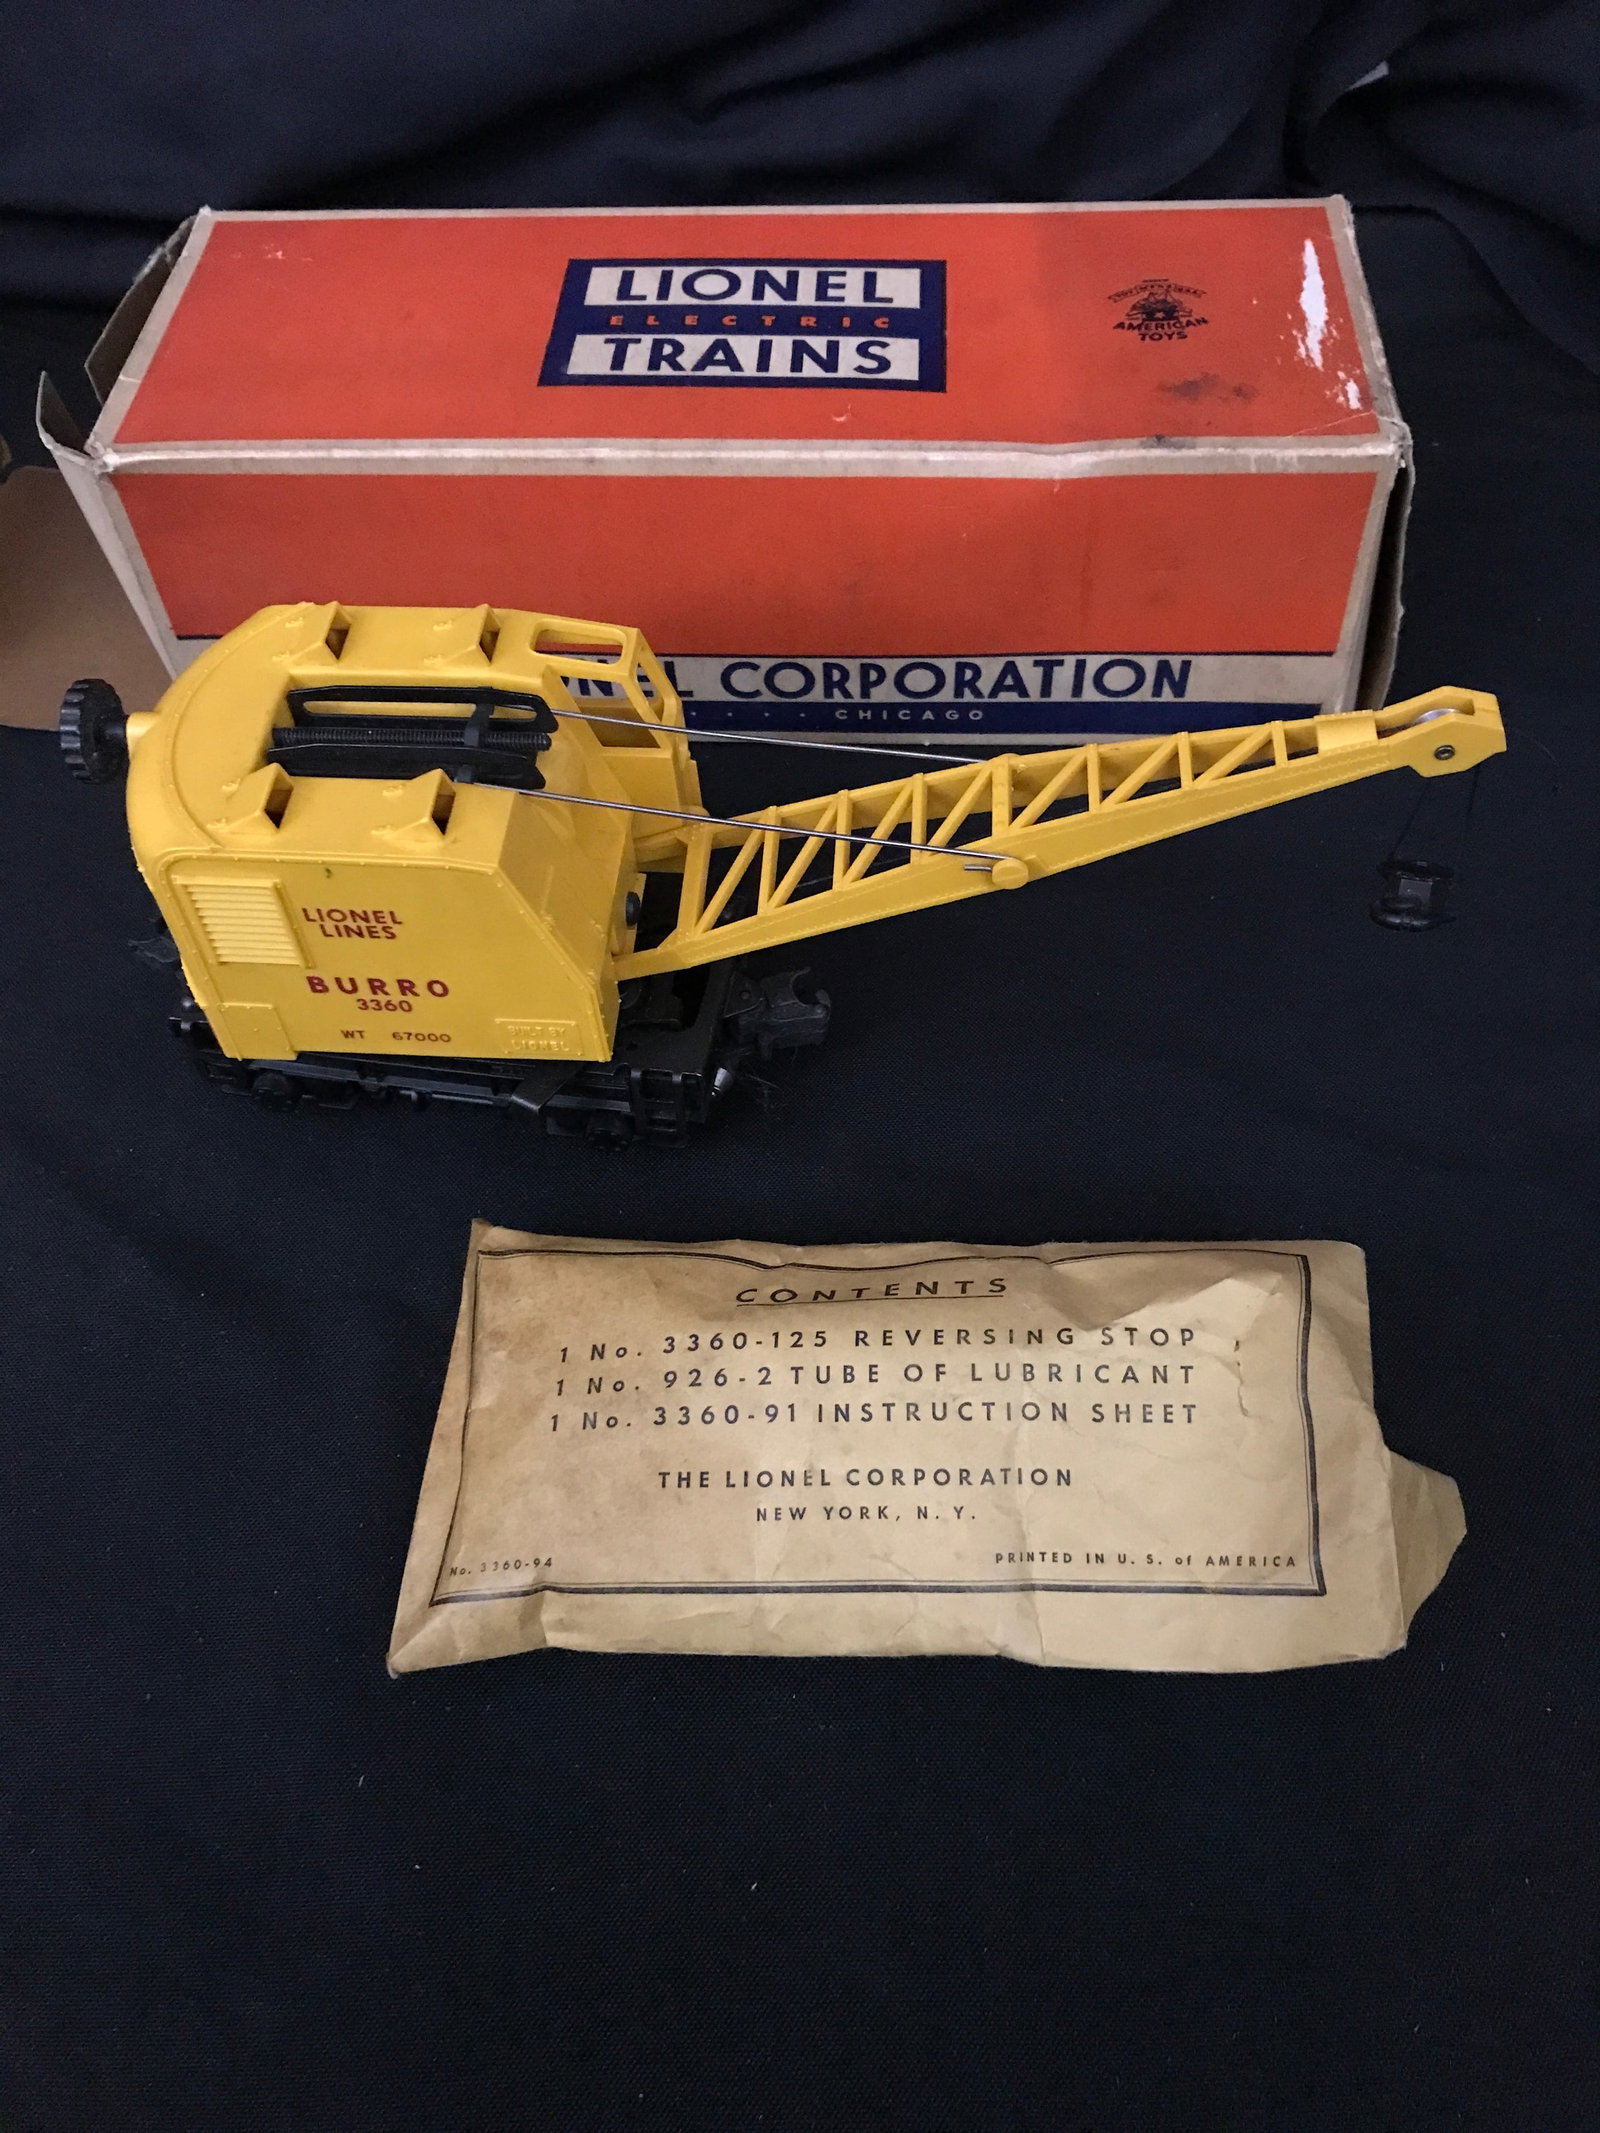 LIONEL
ELECTRIC
TRAINS
AMERICAN
TOYS
NEL CORPORATION
CHICAGO
LIONEL
LINES
BURRO
3360
WT 67000
BUILT BY
LIONEL
CONTENTS
1 No. 3360-125 REVERSING STOP
1 No. 926-2 TUBE OF LUBRICANT
1 No. 3360-91 INSTRUCTION SHEET
THE LIONEL CORPORATION
NEW YORK, N. Y.
No. 3360-94 PRINTED IN U. S. of AMERICA